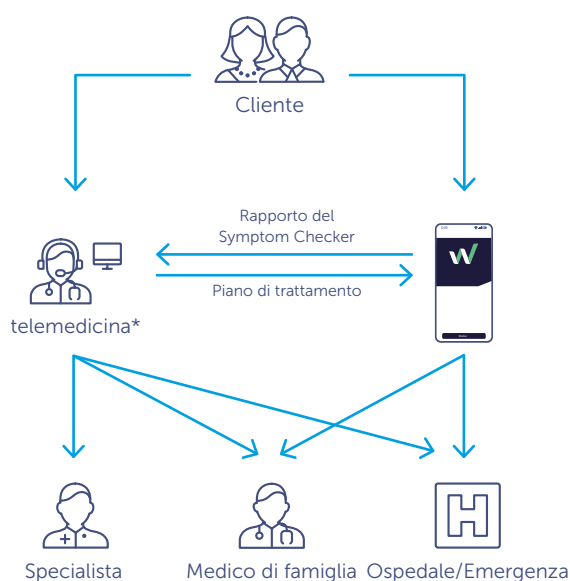 Cliente
Rapporto del
Symptom Checker
Piano di trattamento
telemedicina*
Specialista
Medico di famiglia
Ospedale/Emergenza